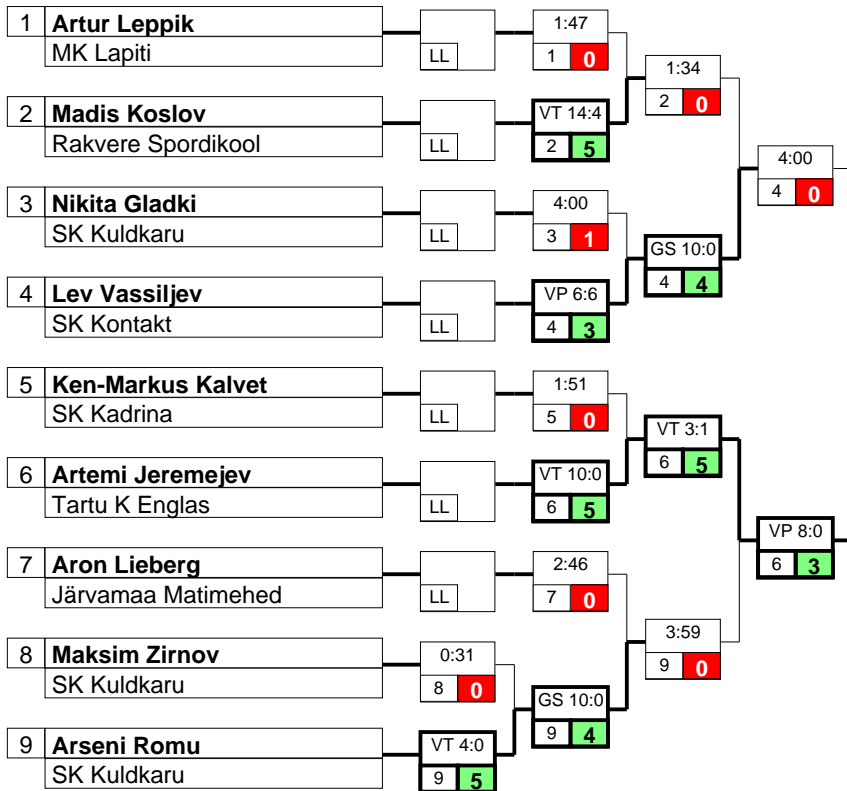 1 Artur Leppik
MK Lapiti
LL
1:47
1 0
1:34
2 0
2 Madis Koslov
Rakvere Spordikool
LL
VT 14:4
2 5
4:00
4 0
3 Nikita Gladki
SK Kuldkaru
LL
4:00
3 1
GS 10:0
4 4
4 Lev Vassiljev
SK Kontakt
LL
VP 6:6
4 3
5 Ken-Markus Kalvet
SK Kadrina
LL
1:51
5 0
VT 3:1
6 5
6 Artemi Jeremejev
Tartu K Englas
LL
VT 10:0
6 5
VP 8:0
6 3
7 Aron Lieberg
Järvamaa Matimehed
LL
2:46
7 0
3:59
9 0
8 Maksim Zirnov
SK Kuldkaru
0:31
8 0
GS 10:0
9 4
9 Arseni Romu
SK Kuldkaru
VT 4:0
9 5